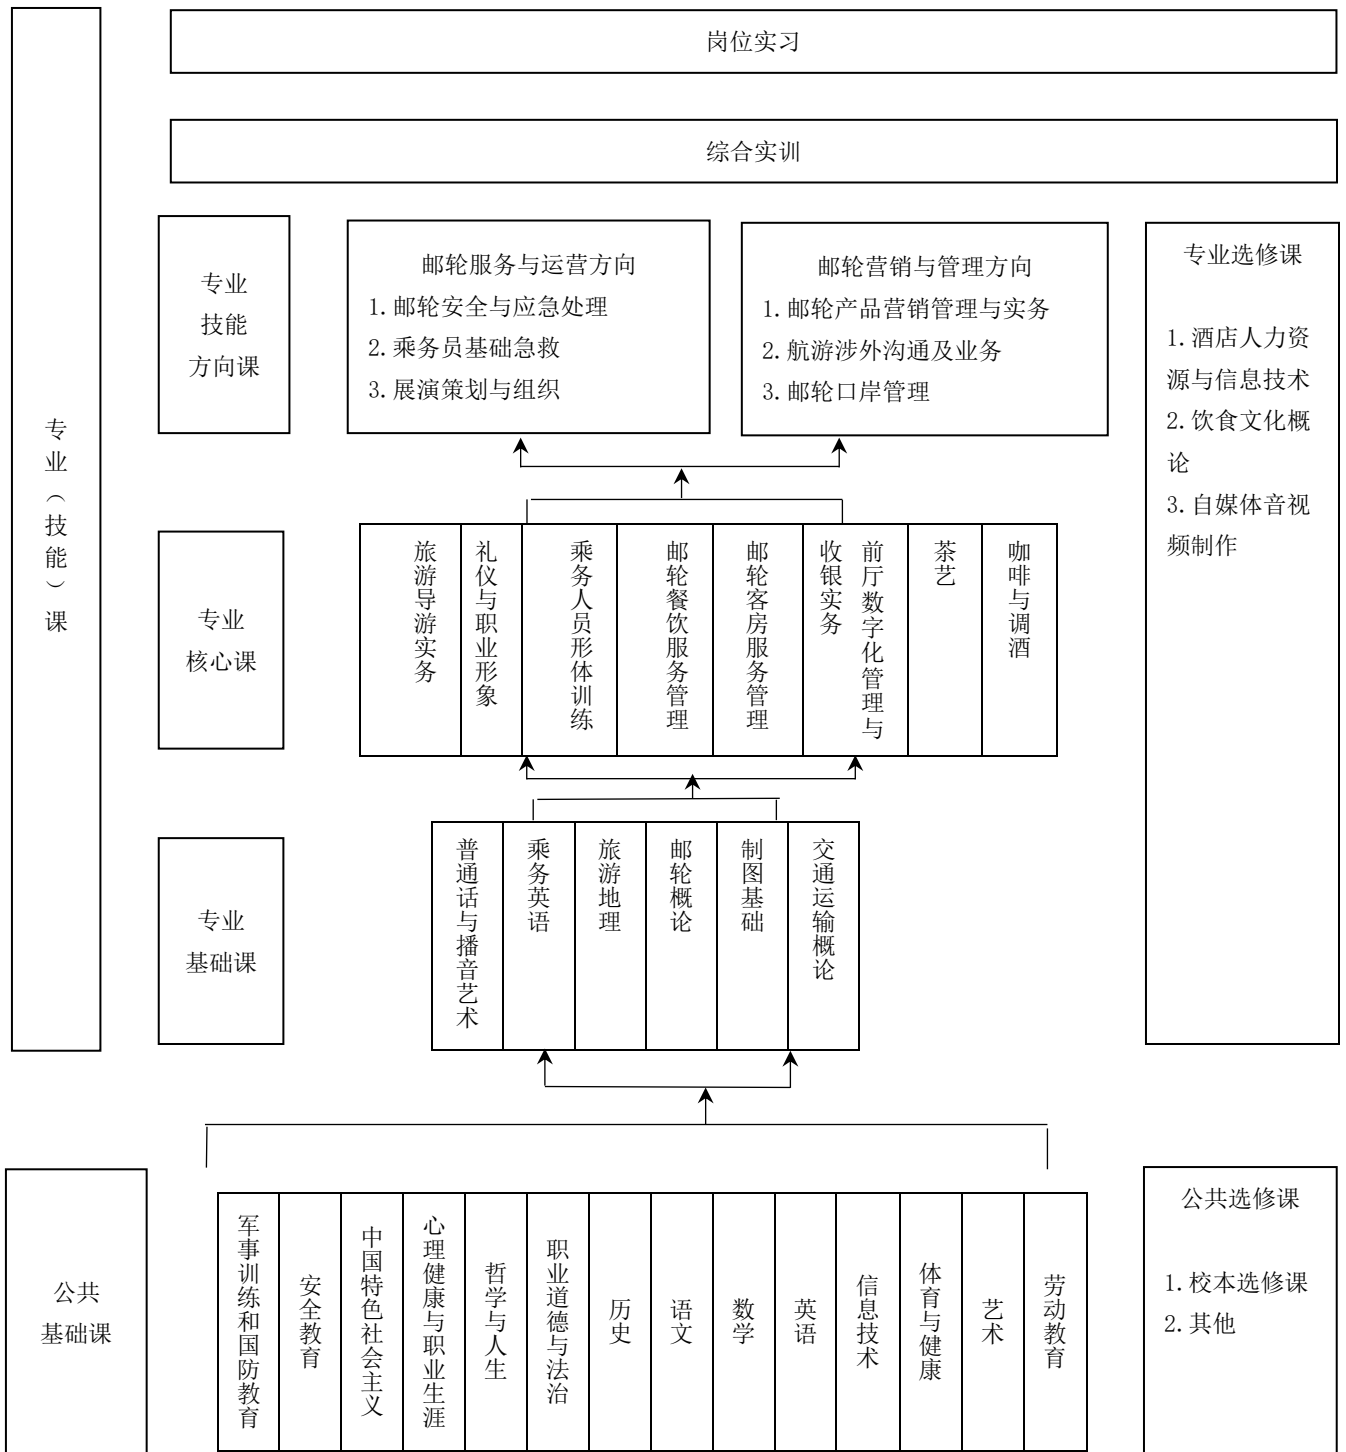 岗位实习
综合实训
专业（技能）课
专业
技能
方向课
邮轮服务与运营方向
1.邮轮安全与应急处理
2.乘务员基础急救
3.展演策划与组织
邮轮营销与管理方向
1.邮轮产品营销管理与实务
2.航游涉外沟通及业务
3.邮轮口岸管理
专业选修课
1.酒店人力资
源与信息技术
2.饮食文化概
论
3.自媒体音视
频制作
专业
核心课
旅游导游实务
礼仪与职业形象
乘务人员形体训练
邮轮餐饮服务管理
邮轮客房服务管理
前厅数字化管理与
收银实务
茶艺
咖啡与调酒
专业
基础课
普通话与播音艺术
乘务英语
旅游地理
邮轮概论
制图基础
交通运输概论
公共
基础课
军事训练和国防教育
安全教育
中国特色社会主义
心理健康与职业生涯
哲学与人生
职业道德与法治
历史
语文
数学
英语
信息技术
体育与健康
艺术
劳动教育
公共选修课
1.校本选修课
2.其他